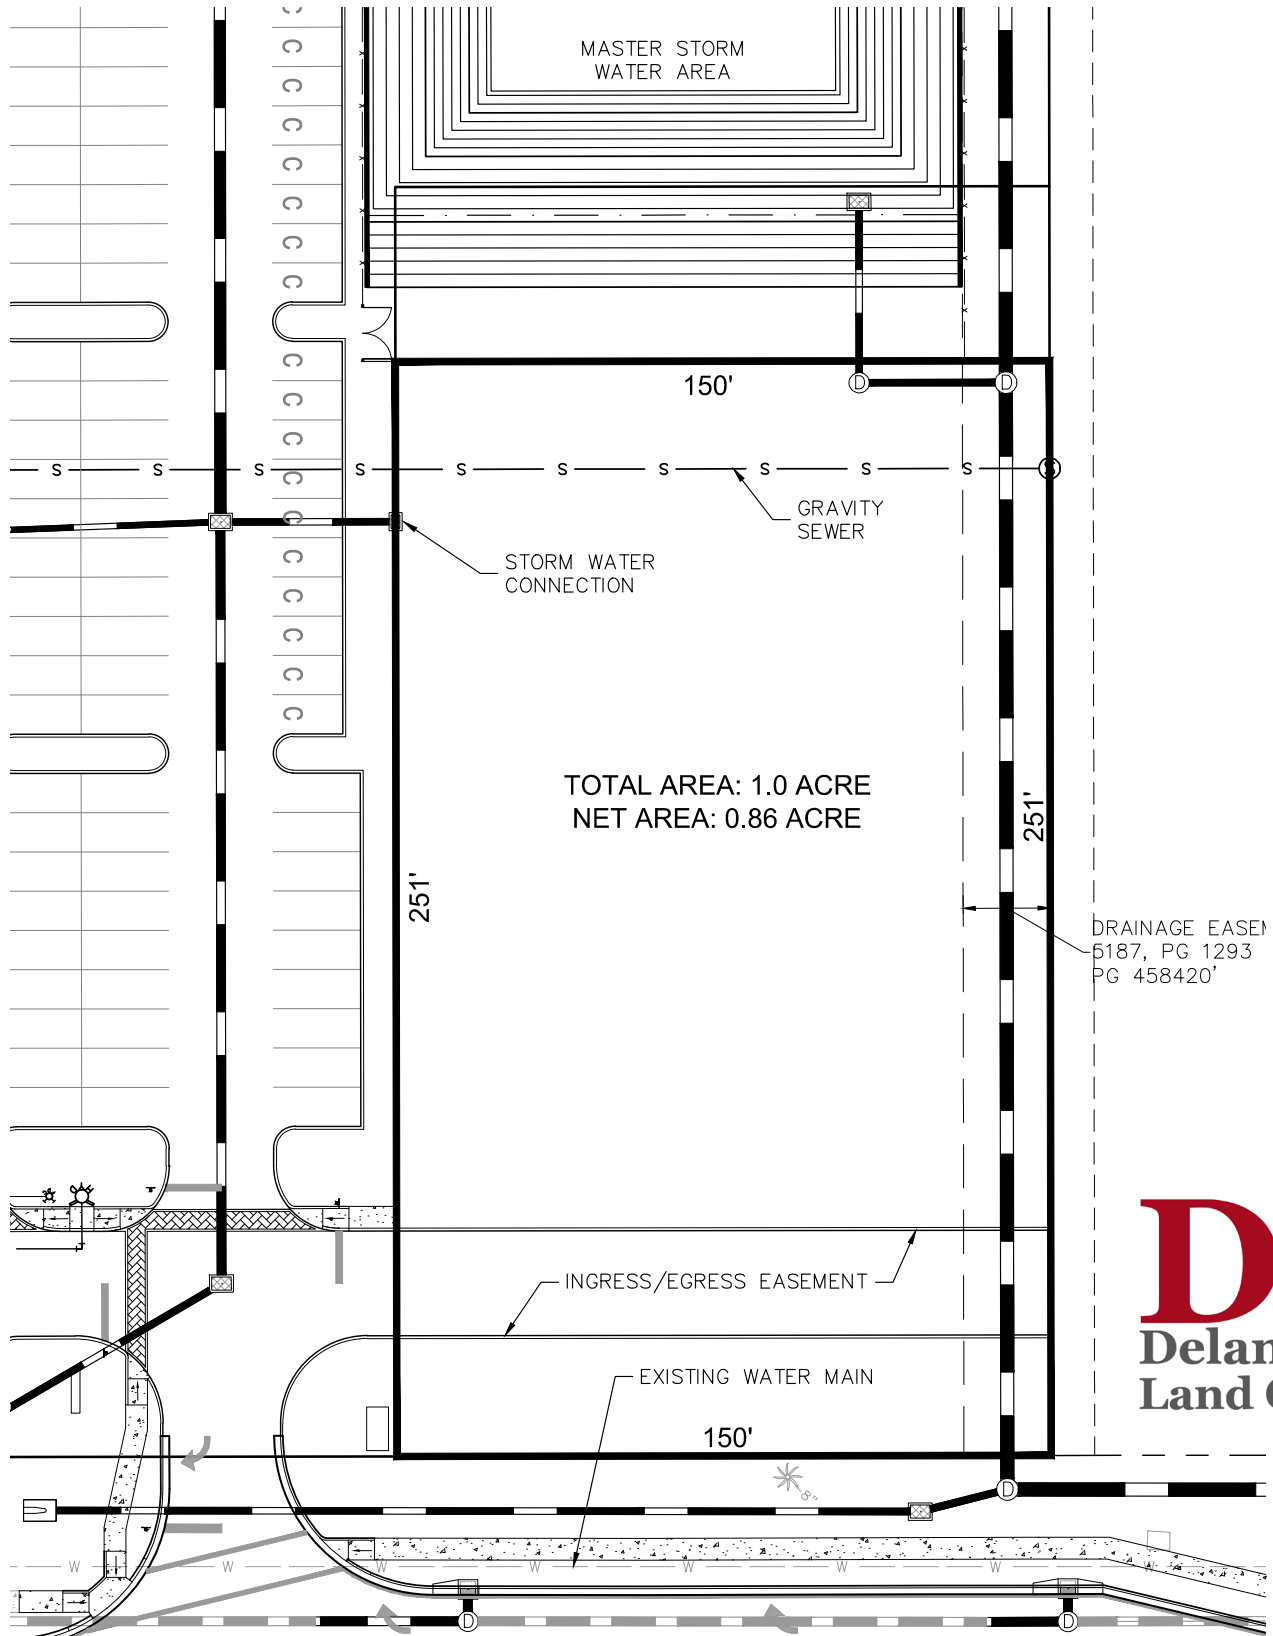 MASTER STORM
WATER AREA
C
C
C
C
C
C
C
150'
C
C
C
C
C
C
C
C
C
C
S
S
S
S
S
S
S
S
S
S
S
D
D
GRAVITY
SEWER
STORM WATER
CONNECTION
TOTAL AREA: 1.0 ACRE
NET AREA: 0.86 ACRE
251'
251'
DRAINAGE EASEM
5187, PG 1293
PG 458420'
INGRESS/EGRESS EASEMENT
D
Delan
Land
EXISTING WATER MAIN
150'
8"
D
W
W
W
W
W
W
W
W
D
D